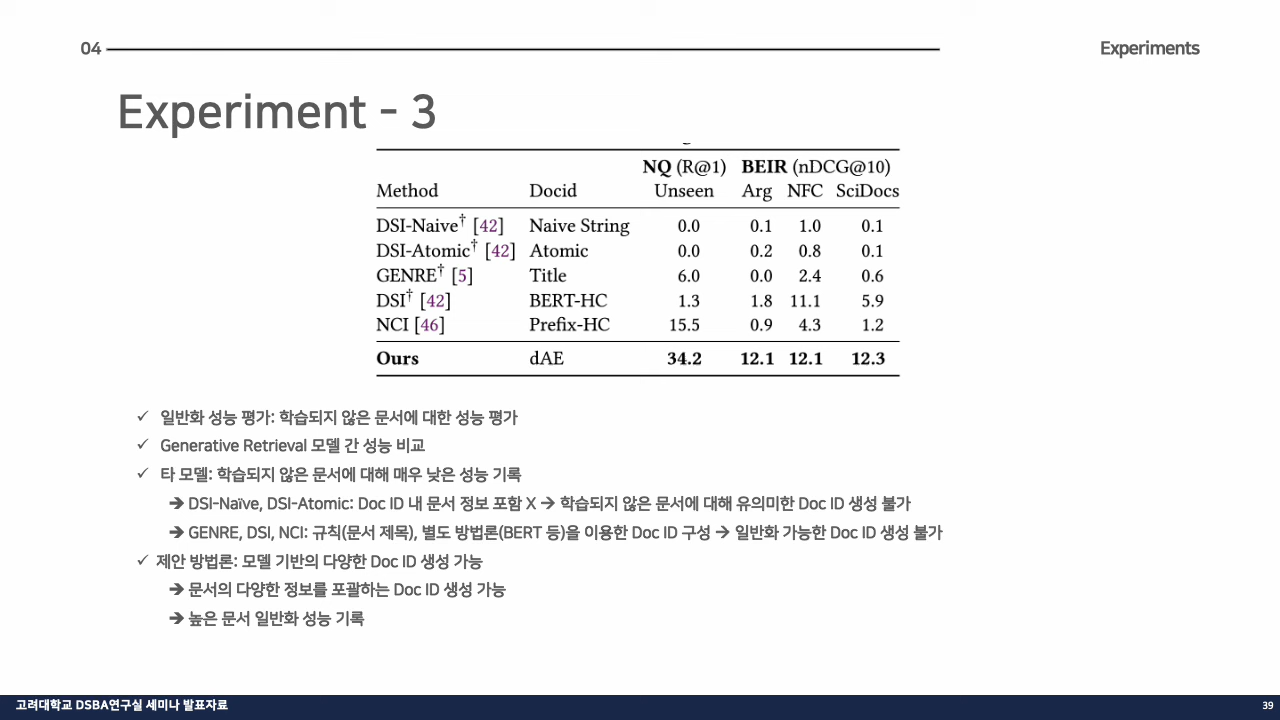 04
Experiments
Experiment - 3
NQ (R@1) BEIR (nDCG@10)
Method Docid Unseen Arg NFC SciDocs
DSI-Naive† [42] Naive String 0.0 0.1 1.0 0.1
DSI-Atomic† [42] Atomic 0.0 0.2 0.8 0.1
GENRE† [5] Title 6.0 0.0 2.4 0.6
DSI† [42] BERT-HC 1.3 1.8 11.1 5.9
NCI [46] Prefix-HC 15.5 0.9 4.3 1.2
Ours dAE 34.2 12.1 12.1 12.3
✓ 일반화 성능 평가: 학습되지 않은 문서에 대한 성능 평가
✓ Generative Retrieval 모델 간 성능 비교
✓ 타 모델: 학습되지 않은 문서에 대해 매우 낮은 성능 기록
➔ DSI-Naïve, DSI-Atomic: Doc ID 내 문서 정보 포함 X → 학습되지 않은 문서에 대해 유의미한 Doc ID 생성 불가
➔ GENRE, DSI, NCI: 규칙(문서 제목), 별도 방법론(BERT 등)을 이용한 Doc ID 구성 → 일반화 가능한 Doc ID 생성 불가
✓ 제안 방법론: 모델 기반의 다양한 Doc ID 생성 가능
➔ 문서의 다양한 정보를 포괄하는 Doc ID 생성 가능
➔ 높은 문서 일반화 성능 기록
고려대학교 DSBA연구실 세미나 발표자료
39